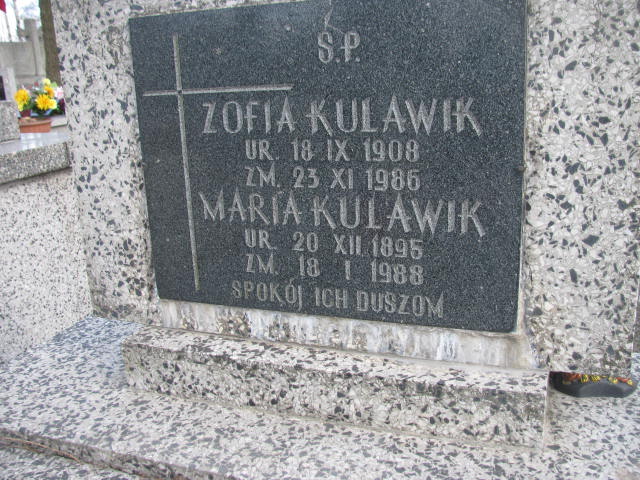 Ś.P.
ZOFIA KULAWIK
UR. 18 IX 1908
ZM. 23 XI 1986
MARIA KULAWIK
UR. 20 XII 1895
ZM. 18 I 1988
SPOKÓJ ICH DUSZOM